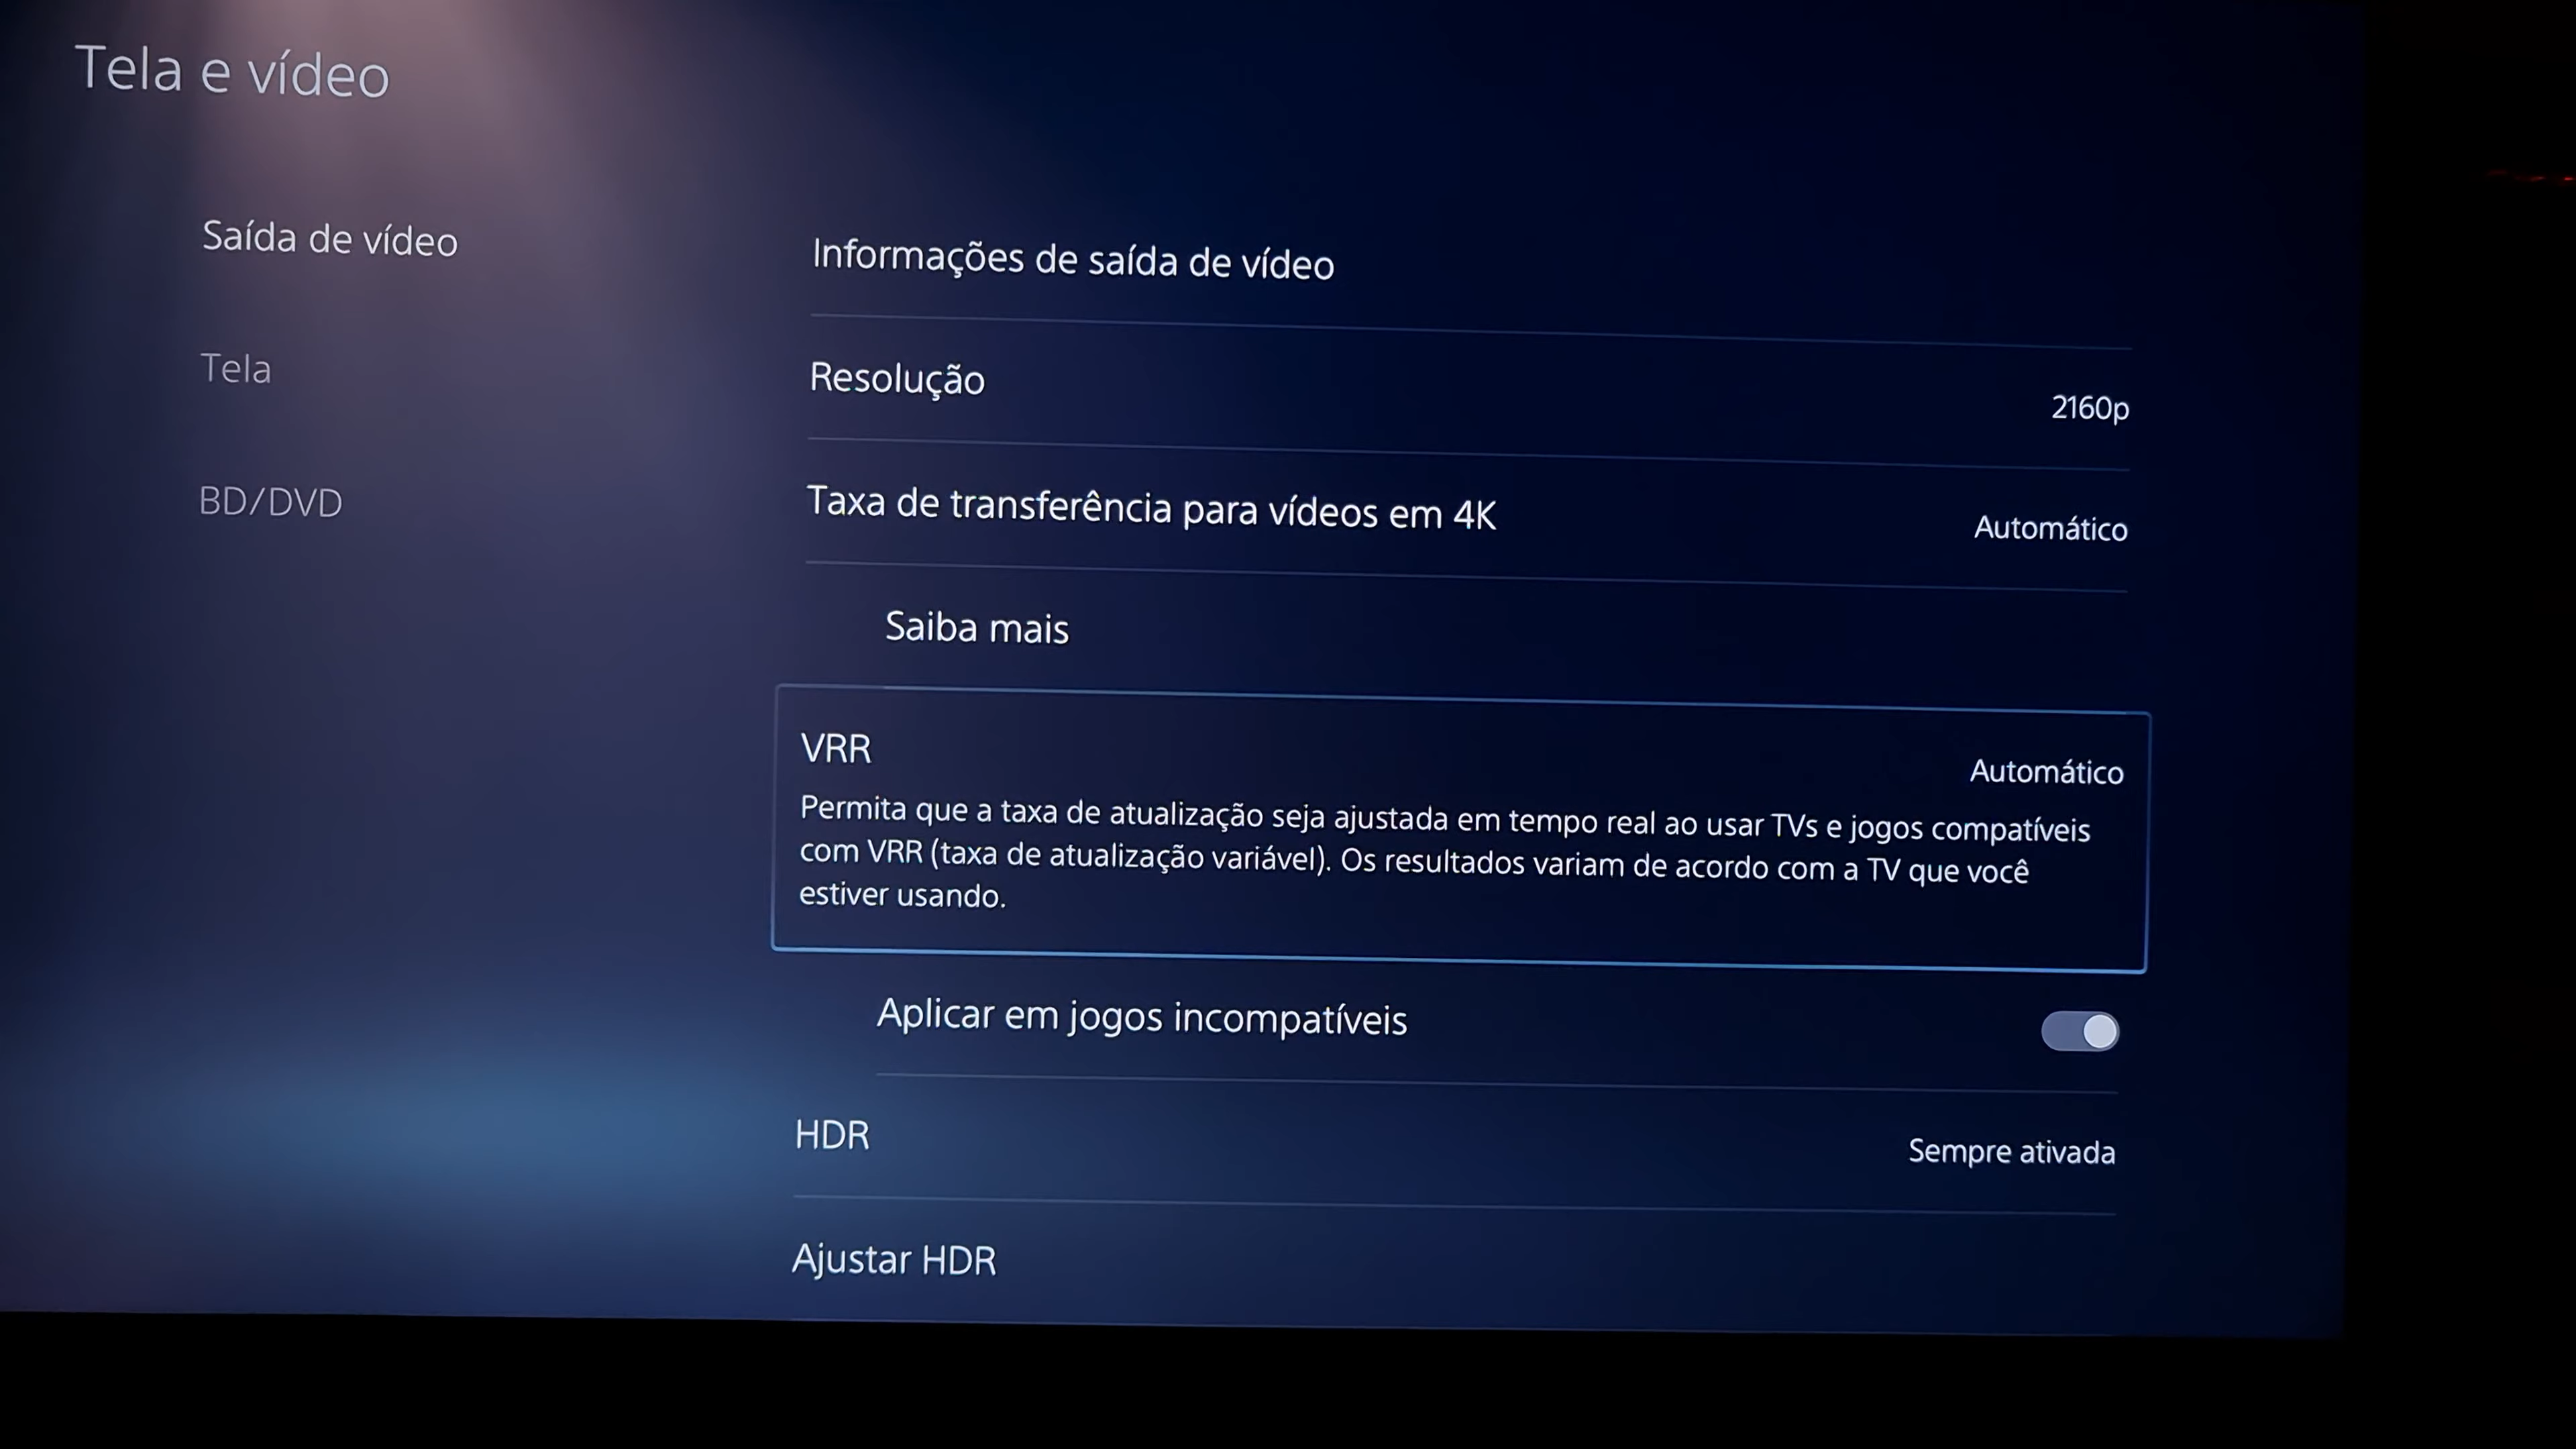 Tela e vídeo
Saída de vídeo
Tela
BD/DVD
Informações de saída de vídeo
Resolução
2160p
Taxa de transferência para vídeos em 4K
Automático
Saiba mais
VRR
Automático
Permita que a taxa de atualização seja ajustada em tempo real ao usar TVs e jogos compatíveis
com VRR (taxa de atualização variável). Os resultados variam de acordo com a TV que você
estiver usando.
Aplicar em jogos incompatíveis
HDR
Sempre ativada
Ajustar HDR